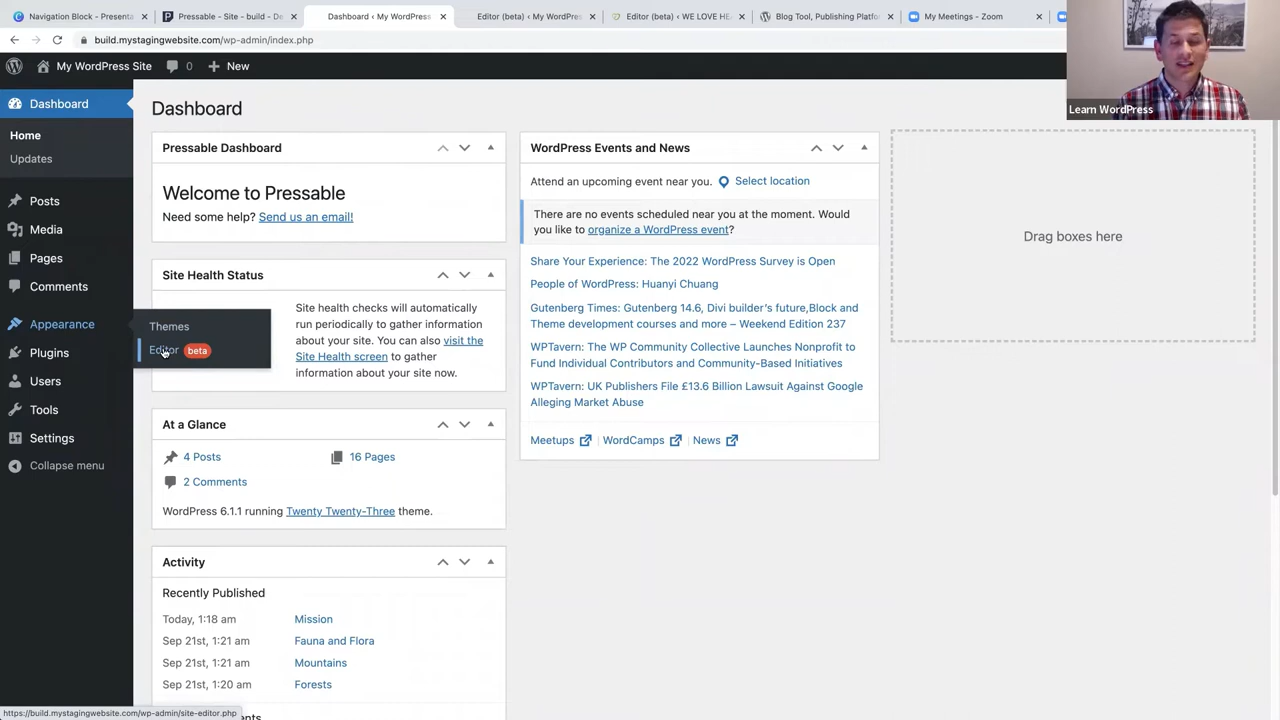 Navigation Block - Presenta
Pressable - Site - build - De
Dashboard ‹ My WordPress
Editor (beta) ‹ My WordPre
Editor (beta) ‹ WE LOVE HE
Blog Tool, Publishing Platfo
My Meetings - Zoom
build.mystagingwebsite.com/wp-admin/index.php
My WordPress Site
0
New
Learn WordPress
Dashboard
Home
Updates
Posts
Media
Pages
Comments
Appearance
Themes
Editor beta
Plugins
Users
Tools
Settings
Collapse menu
Dashboard
Pressable Dashboard
Welcome to Pressable
Need some help? Send us an email!
Site Health Status
Site health checks will automatically
run periodically to gather information
about your site. You can also visit the
Site Health screen to gather
information about your site now.
At a Glance
4 Posts
16 Pages
2 Comments
WordPress 6.1.1 running Twenty Twenty-Three theme.
Activity
Recently Published
Today, 1:18 am Mission
Sep 21st, 1:21 am Fauna and Flora
Sep 21st, 1:21 am Mountains
Sep 21st, 1:20 am Forests
WordPress Events and News
Attend an upcoming event near you. Select location
There are no events scheduled near you at the moment. Would
you like to organize a WordPress event?
Share Your Experience: The 2022 WordPress Survey is Open
People of WordPress: Huanyi Chuang
Gutenberg Times: Gutenberg 14.6, Divi builder's future,Block and
Theme development courses and more – Weekend Edition 237
WPTavern: The WP Community Collective Launches Nonprofit to
Fund Individual Contributors and Community-Based Initiatives
WPTavern: UK Publishers File £13.6 Billion Lawsuit Against Google
Alleging Market Abuse
Meetups | WordCamps | News
Drag boxes here
https://build.mystagingwebsite.com/wp-admin/site-editor.php